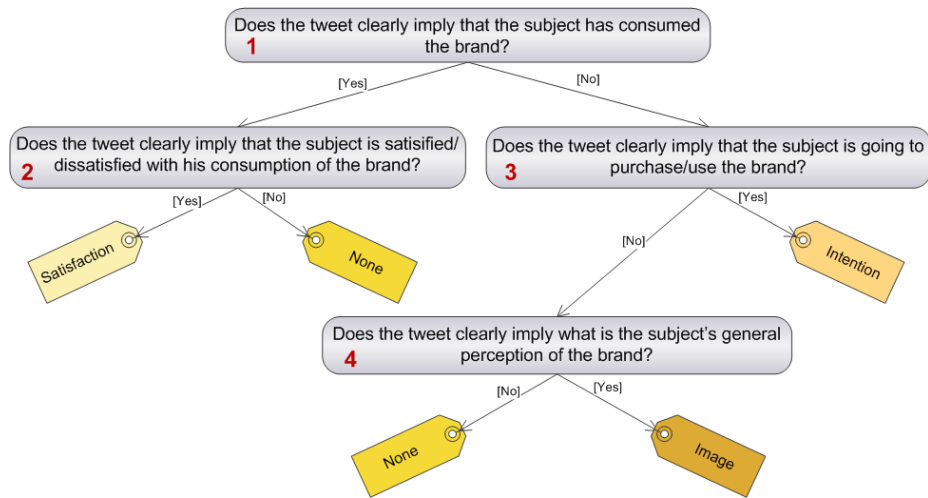 Does the tweet clearly imply that the subject has consumed
the brand?
1
[Yes]
[No]
Does the tweet clearly imply that the subject is satisified/
dissatisfied with his consumption of the brand?
2
Does the tweet clearly imply that the subject is going to
purchase/use the brand?
3
[Yes]
[No]
[No]
[Yes]
Satisfaction
None
Intention
Does the tweet clearly imply what is the subject's general
perception of the brand?
4
[No]
[Yes]
None
Image